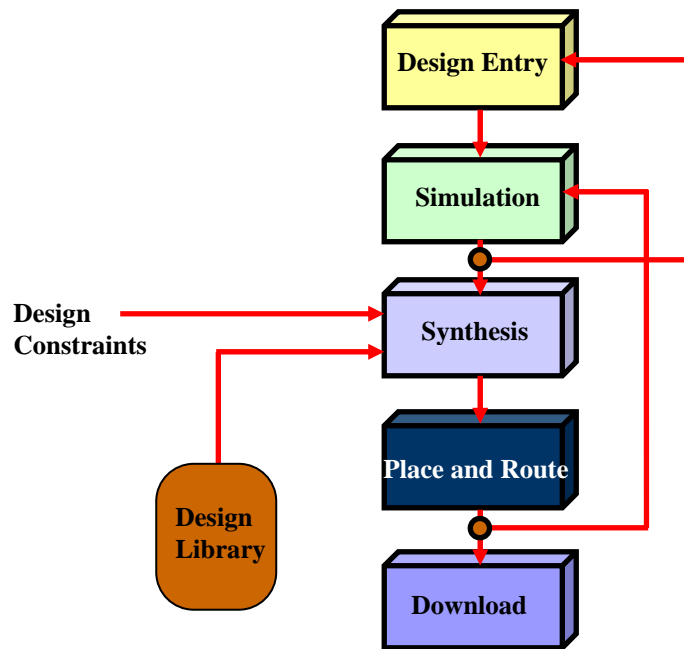 Design Entry
Simulation
Design
Constraints
Synthesis
Place and Route
Design
Library
Download